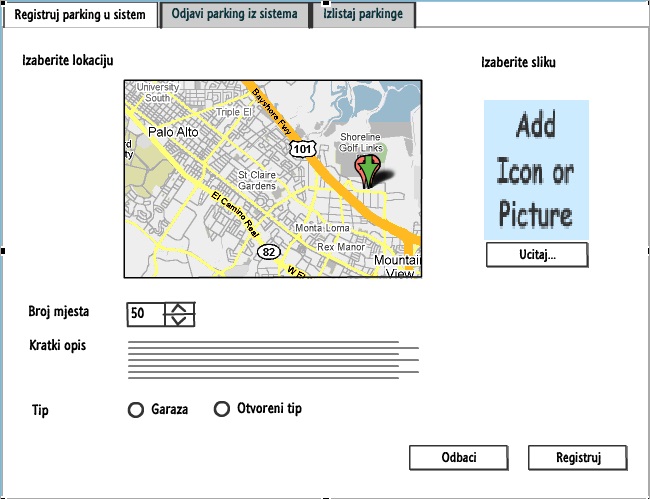 Registruj parking u sistem
Odjavi parking iz sistema
Izlistaj parkinge
Izaberite lokaciju
Izaberite sliku
University
South
Triple El
Palo Alto
Bayshore Fwy
101
Shoreline
Golf Links
St Claire
Gardens
El Camino Real
Monta Loma
Rex Manor
82
W El
Mountain
View
Add
Icon or
Picture
Ucitaj...
Broj mjesta
50
Kratki opis
Tip
Garaza
Otvoreni tip
Odbaci
Registruj